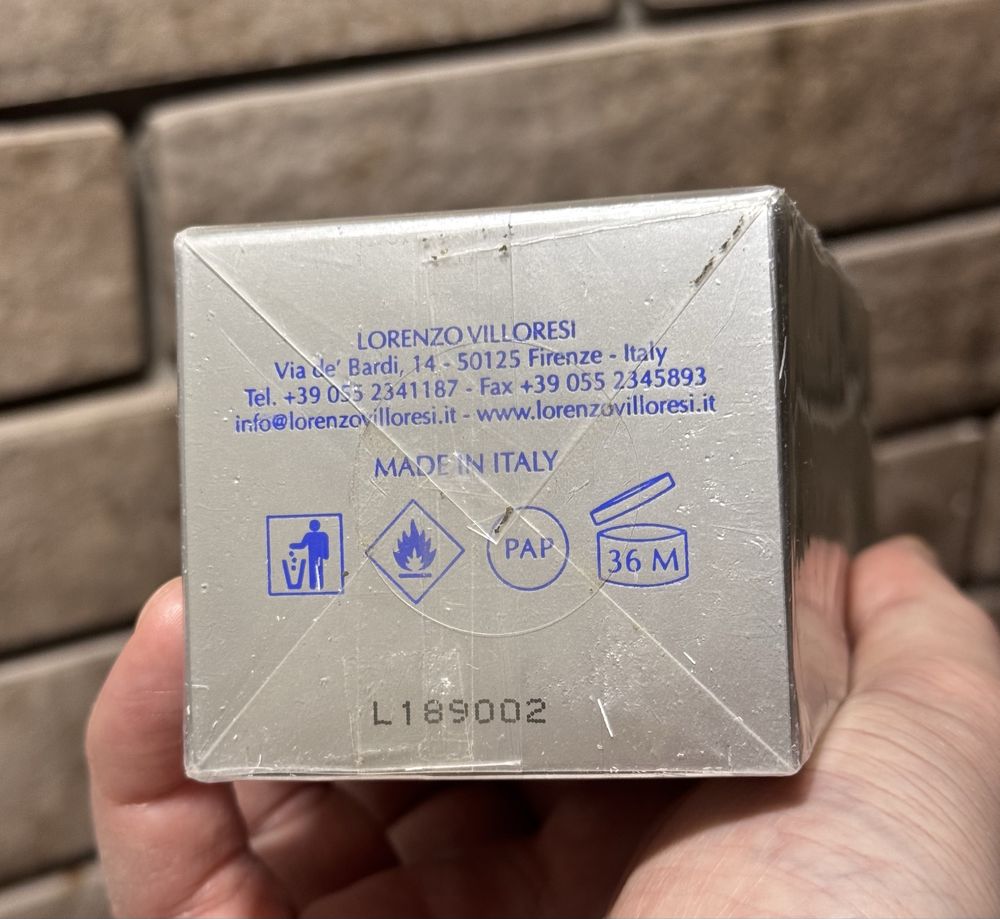 LORENZO VILLORESI
Via de' Bardi, 14 - 50125 Firenze - Italy
Tel. +39 055 2341187 - Fax +39 055 2345893
info@lorenzovilloresi.it - www.lorenzovilloresi.it
MADE IN ITALY
PAP
36 M
L189002